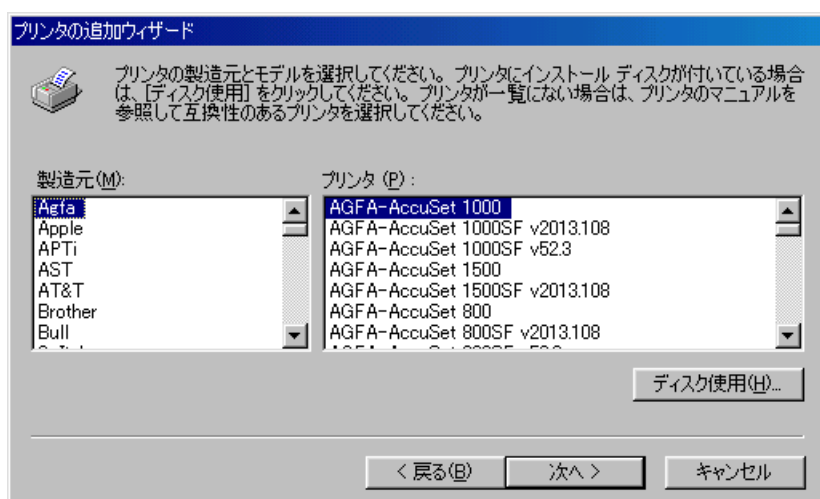 プリンタの追加ウィザード
プリンタの製造元とモデルを選択してください。プリンタにインストール ディスクが付いている場合
は、[ディスク使用] をクリックしてください。プリンタが一覧にない場合は、プリンタのマニュアルを
参照して互換性のあるプリンタを選択してください。
製造元(M):
プリンタ (P) :
Agfa
Apple
APTi
AST
AT&T
Brother
Bull
AGFA-AccuSet 1000
AGFA-AccuSet 1000SF v2013.108
AGFA-AccuSet 1000SF v52.3
AGFA-AccuSet 1500
AGFA-AccuSet 1500SF v2013.108
AGFA-AccuSet 800
AGFA-AccuSet 800SF v2013.108
ディスク使用(H)...
< 戻る(B)
次へ >
キャンセル